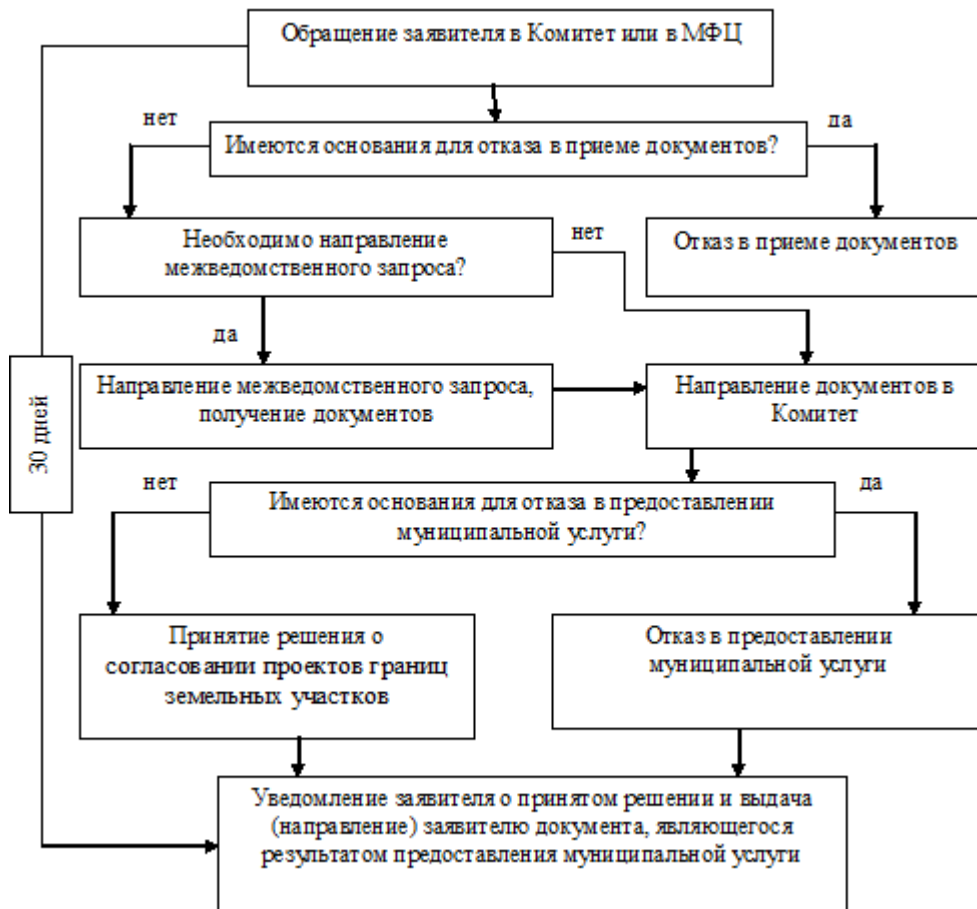 Обращение заявителя в Комитет или в МФЦ
нет
да
Имеются основания для отказа в приеме документов?
Необходимо направление
межведомственного запроса?
нет
Отказ в приеме документов
да
30 дней
Направление межведомственного запроса,
получение документов
Направление документов в
Комитет
нет
да
Имеются основания для отказа в предоставлении
муниципальной услуги?
Принятие решения о
согласовании проектов границ
земельных участков
Отказ в предоставлении
муниципальной услуги
Уведомление заявителя о принятом решении и выдача
(направление) заявителю документа, являющегося
результатом предоставления муниципальной услуги